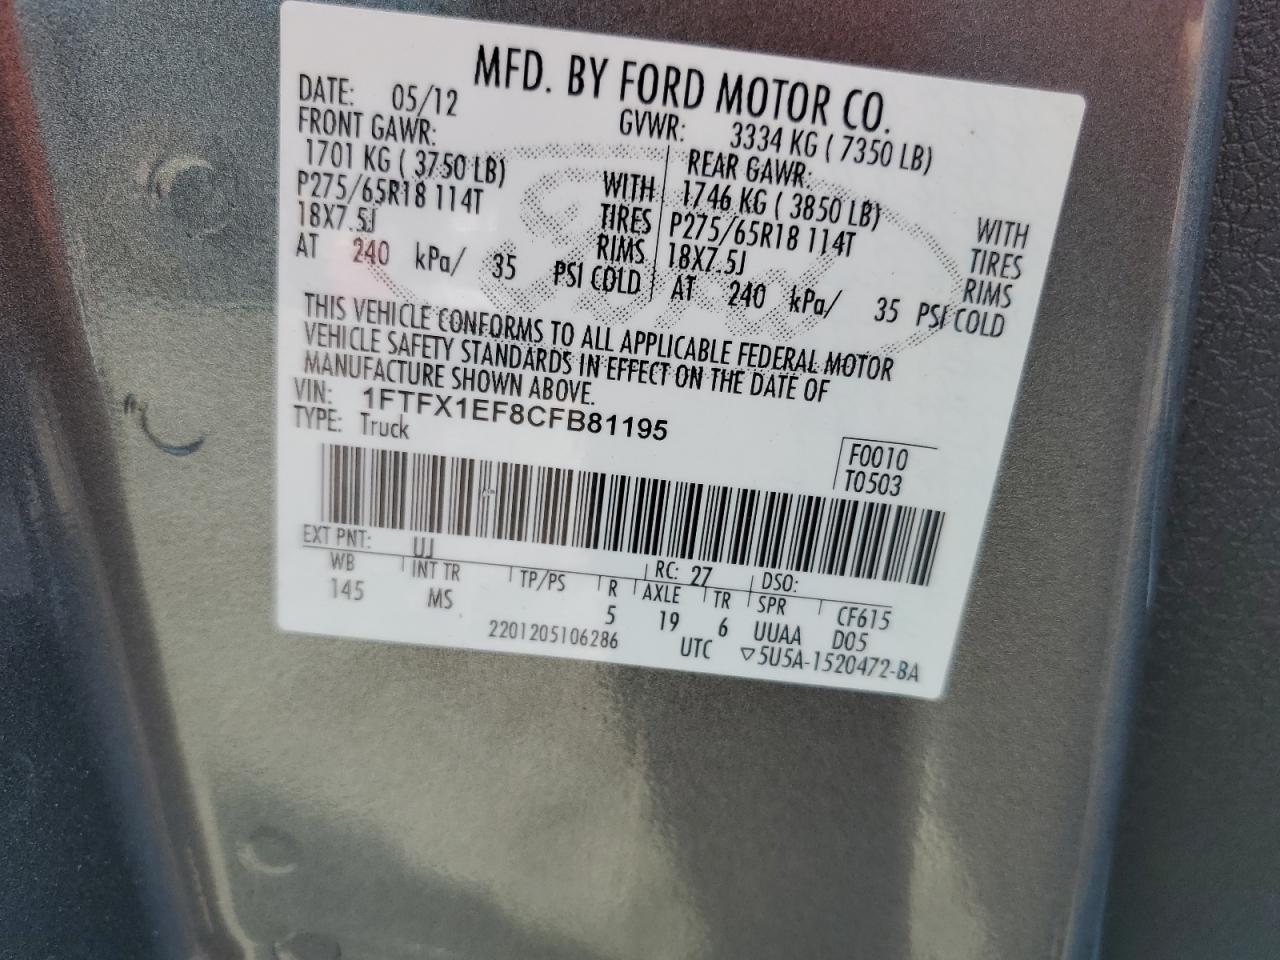 MFD. BY FORD MOTOR CO.
DATE: 05/12 GVWR: 3334 KG ( 7350 LB)
FRONT GAWR: REAR GAWR:
1701 KG ( 3750 LB) WITH 1746 KG ( 3850 LB) WITH
P275/65R18 114T TIRES P275/65R18 114T TIRES
18X7.5J RIMS 18X7.5J RIMS
AT 240 kPa/ 35 PSI COLD AT 240 kPa/ 35 PSI COLD
THIS VEHICLE CONFORMS TO ALL APPLICABLE FEDERAL MOTOR
VEHICLE SAFETY STANDARDS IN EFFECT ON THE DATE OF
MANUFACTURE SHOWN ABOVE.
VIN: 1FTFX1EF8CFB81195
TYPE: Truck
F0010
T0503
EXT PNT: UJ RC: 27 DSO:
WB INT TR TP/PS R AXLE TR SPR CF615
145 MS 5 19 6 UUAA D05
2201205106286 UTC ▽5U5A-1520472-BA